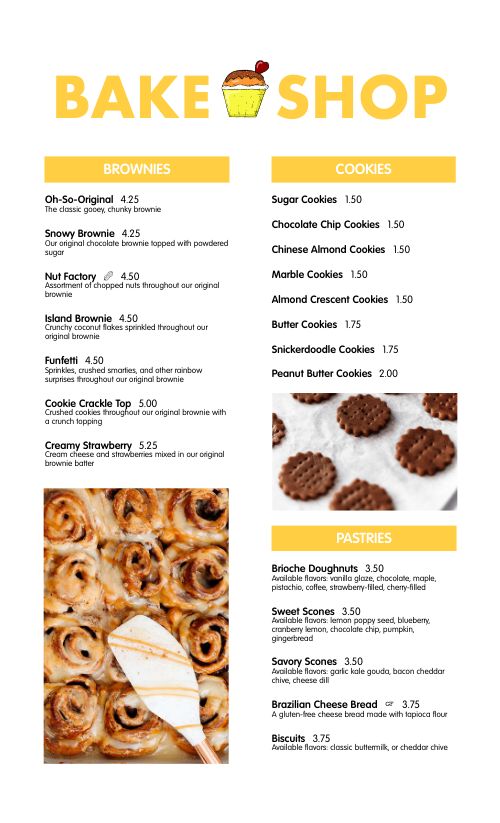 BAKE SHOP
BROWNIES
Oh-So-Original 4.25
The classic gooey, chunky brownie
Snowy Brownie 4.25
Our original chocolate brownie topped with powdered
sugar
Nut Factory 4.50
Assortment of chopped nuts throughout our original
brownie
Island Brownie 4.50
Crunchy coconut flakes sprinkled throughout our
original brownie
Funfetti 4.50
Sprinkles, crushed smarties, and other rainbow
surprises throughout our original brownie
Cookie Crackle Top 5.00
Crushed cookies throughout our original brownie with
a crunch topping
Creamy Strawberry 5.25
Cream cheese and strawberries mixed in our original
brownie batter
COOKIES
Sugar Cookies 1.50
Chocolate Chip Cookies 1.50
Chinese Almond Cookies 1.50
Marble Cookies 1.50
Almond Crescent Cookies 1.50
Butter Cookies 1.75
Snickerdoodle Cookies 1.75
Peanut Butter Cookies 2.00
PASTRIES
Brioche Doughnuts 3.50
Available flavors: vanilla glaze, chocolate, maple,
pistachio, coffee, strawberry-filled, cherry-filled
Sweet Scones 3.50
Available flavors: lemon poppy seed, blueberry,
cranberry lemon, chocolate chip, pumpkin,
gingerbread
Savory Scones 3.50
Available flavors: garlic kale gouda, bacon cheddar
chive, cheese dill
Brazilian Cheese Bread GF 3.75
A gluten-free cheese bread made with tapioca flour
Biscuits 3.75
Available flavors: classic buttermilk, or cheddar chive